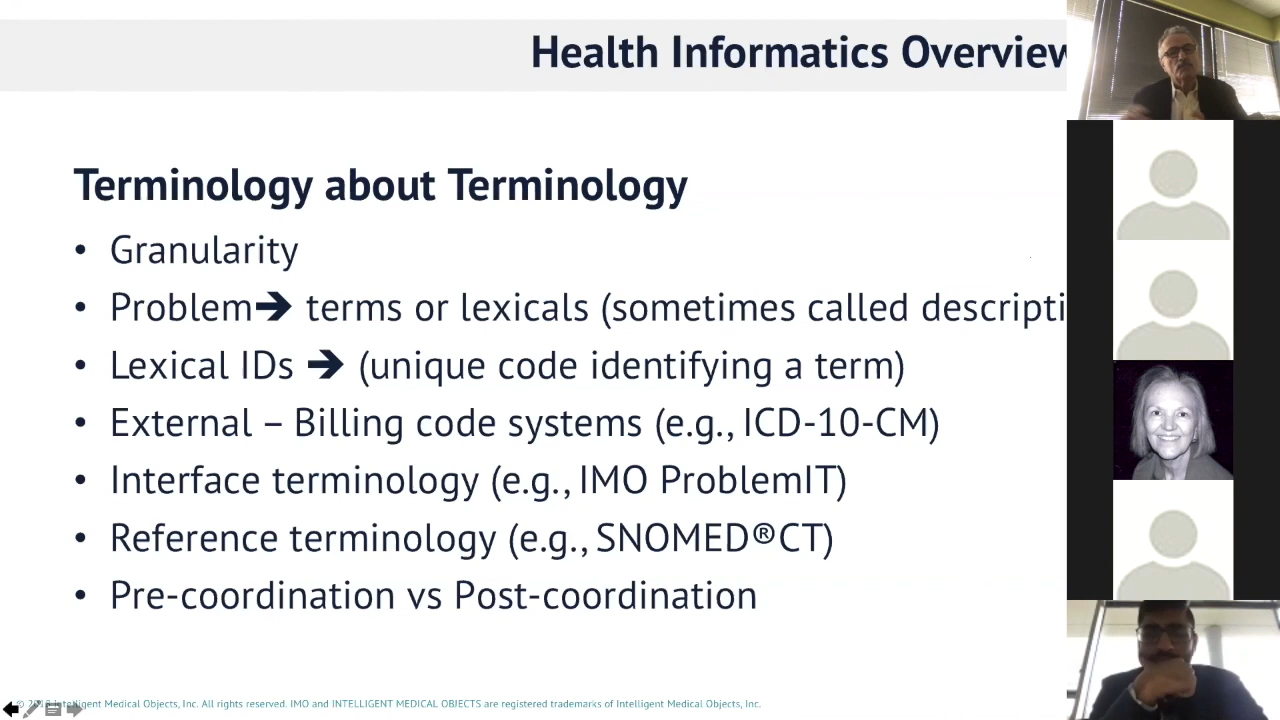 Health Informatics Overview
Terminology about Terminology
• Granularity
• Problem➔ terms or lexicals (sometimes called descripti
• Lexical IDs ➔ (unique code identifying a term)
• External – Billing code systems (e.g., ICD-10-CM)
• Interface terminology (e.g., IMO ProblemIT)
• Reference terminology (e.g., SNOMED®CT)
• Pre-coordination vs Post-coordination
© Intelligent Medical Objects, Inc. All rights reserved. IMO and INTELLIGENT MEDICAL OBJECTS are registered trademarks of Intelligent Medical Objects, Inc.